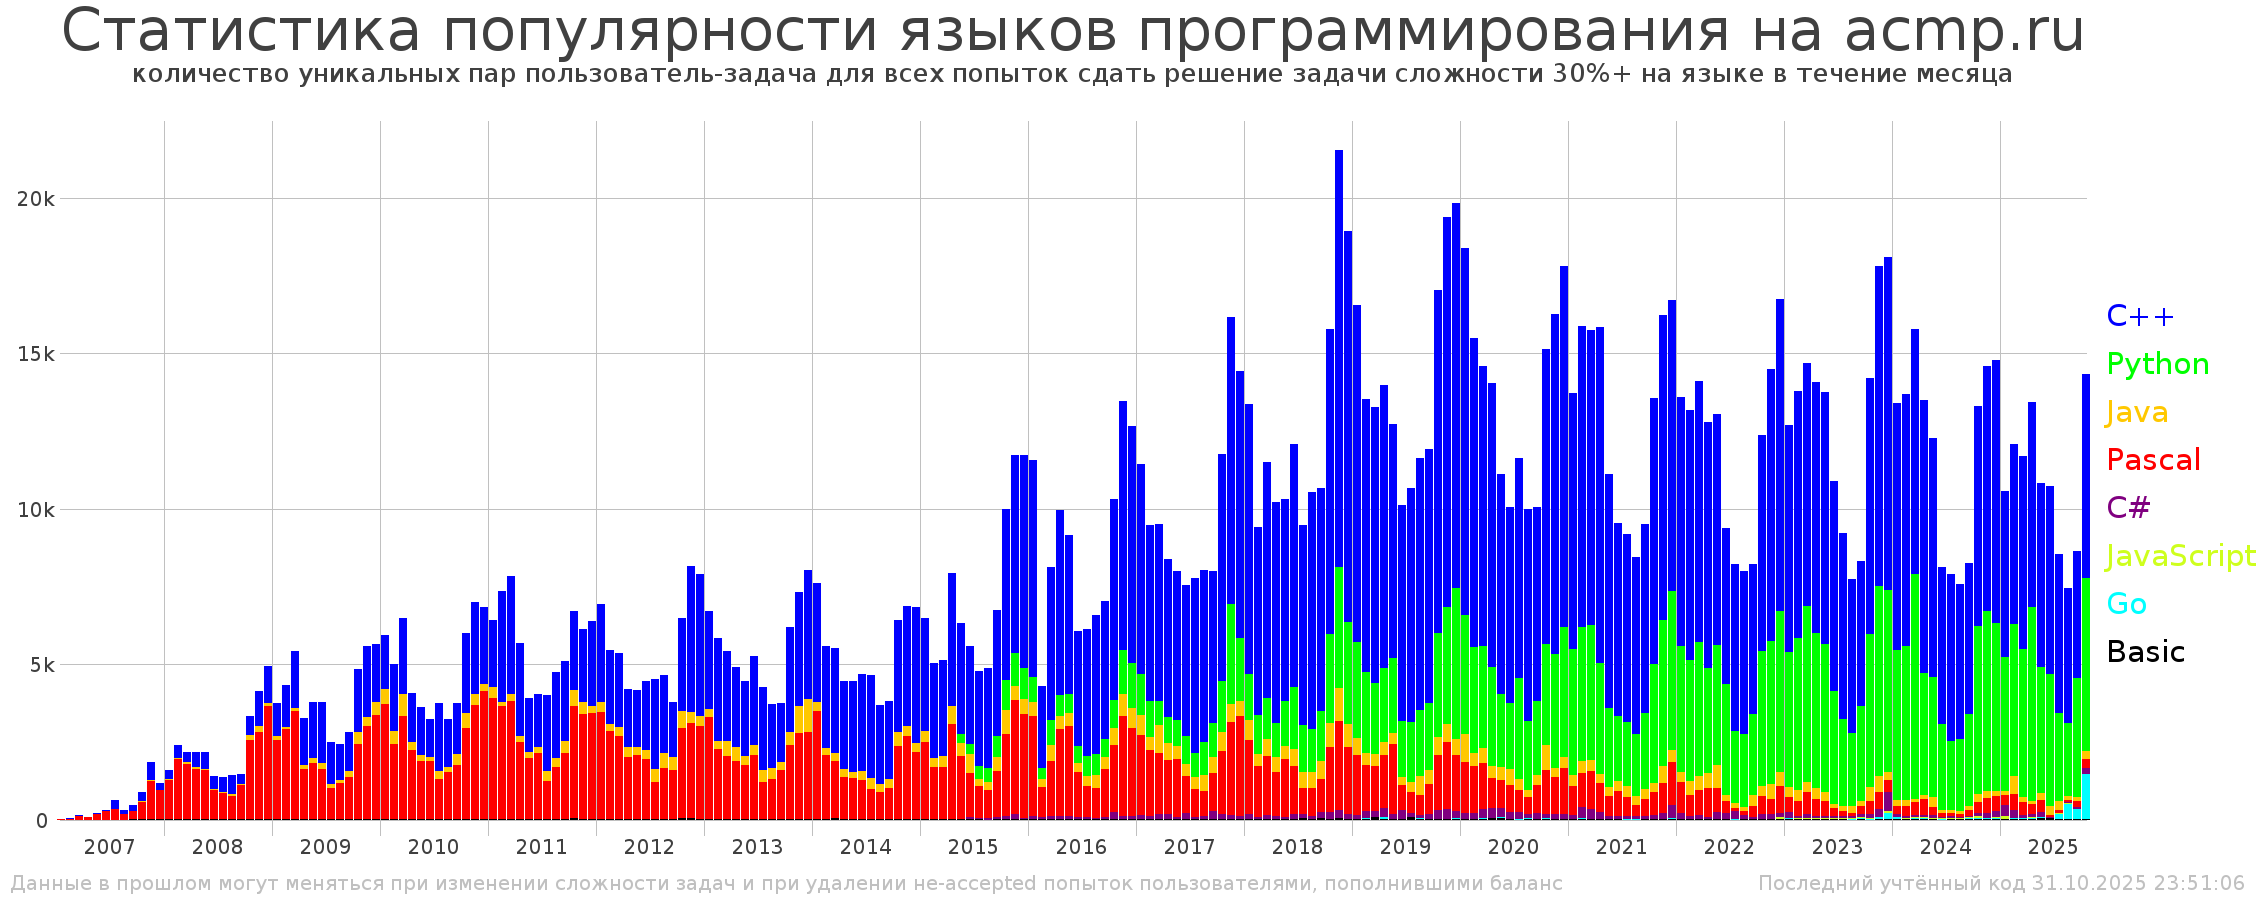 Статистика популярности языков программирования на acmp.ru
количество уникальных пар пользователь-задача для всех попыток сдать решение задачи сложности 30%+ на языке в течение месяца
20k
15k
10k
5k
0
C++
Python
Java
Pascal
C#
JavaScript
Go
Basic
2007 2008 2009 2010 2011 2012 2013 2014 2015 2016 2017 2018 2019 2020 2021 2022 2023 2024 2025
Данные в прошлом могут меняться при изменении сложности задач и при удалении не-accepted попыток пользователями, пополнившими баланс
Последний учтённый код 31.10.2025 23:51:06